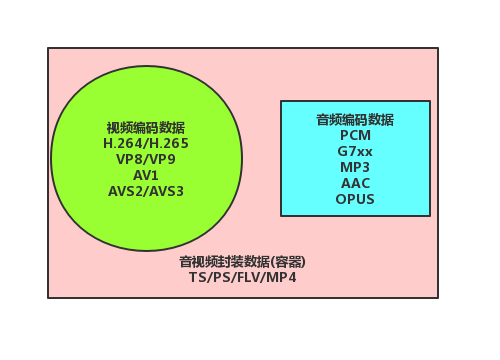 视频编码数据
H.264/H.265
VP8/VP9
AV1
AVS2/AVS3
音频编码数据
PCM
G7xx
MP3
AAC
OPUS
音视频封装数据(容器)
TS/PS/FLV/MP4